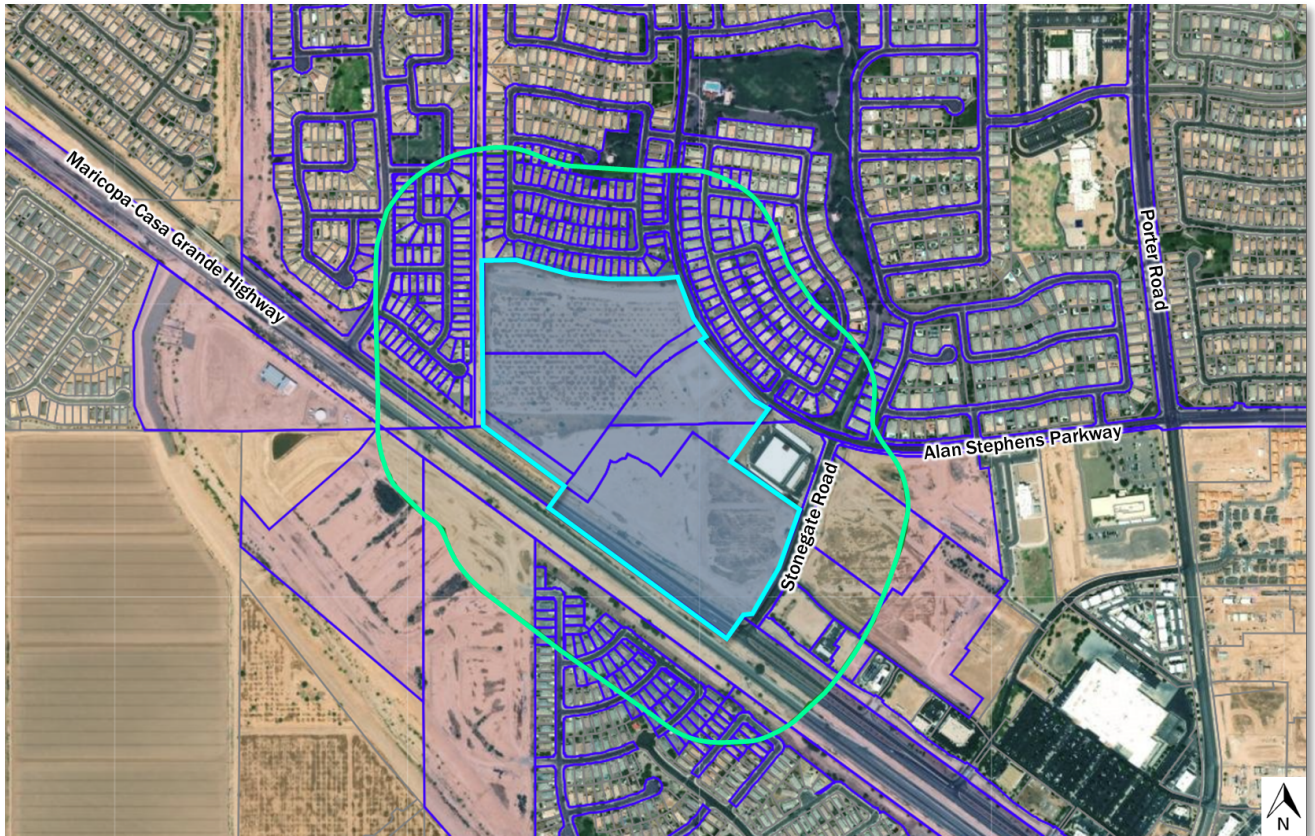 Maricopa-Casa Grande Highway
Porter Road
Alan Stephens Parkway
Stonegate Road
N